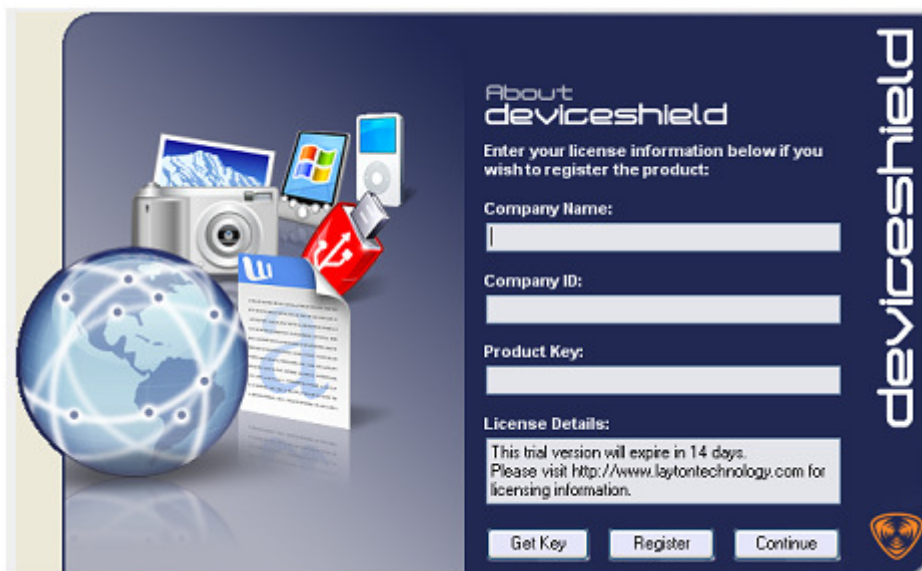 About
deviceshield
Enter your license information below if you
wish to register the product:
Company Name:
Company ID:
Product Key:
License Details:
This trial version will expire in 14 days.
Please visit http://www.laytontechnology.com for
licensing information.
Get Key
Register
Continue
deviceshield